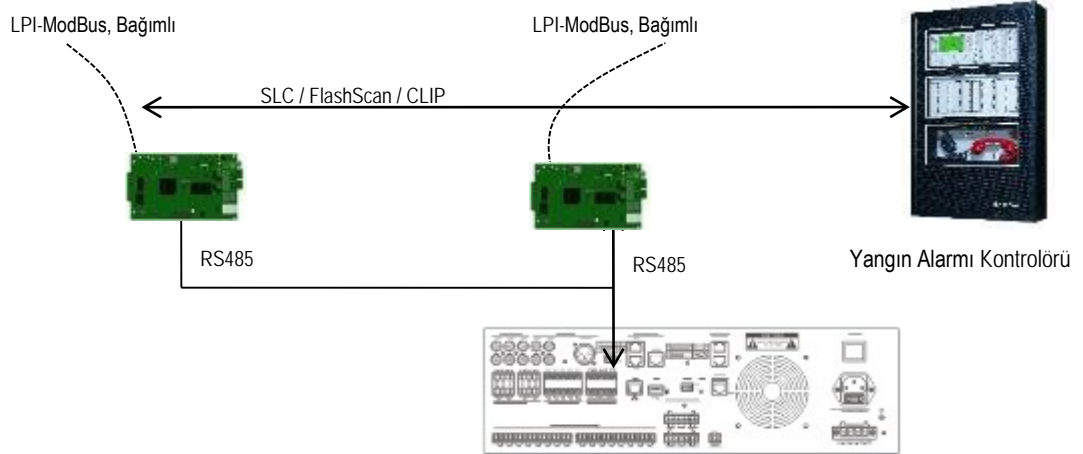 LPI-ModBus, Bağımlı
LPI-ModBus, Bağımlı
SLC / FlashScan / CLIP
RS485
RS485
Yangın Alarmı Kontrolörü